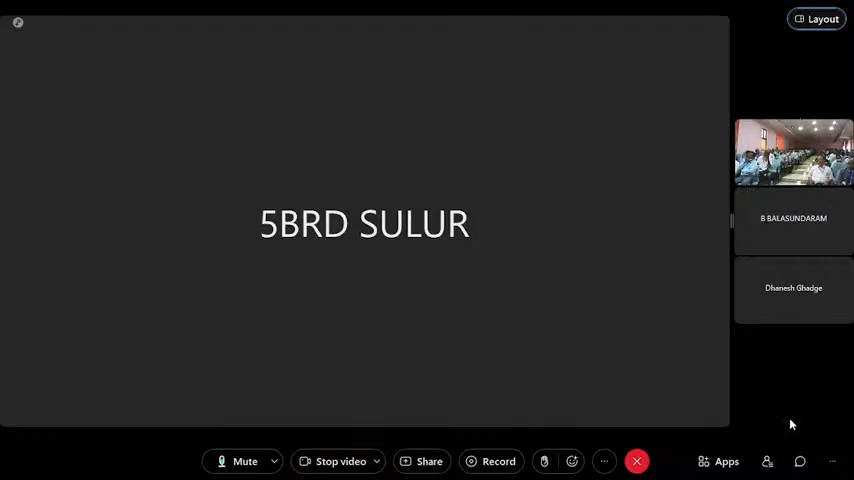 Layout
5BRD SULUR
B BALASUNDARAM
Dhanesh Ghadge
Mute
Stop video
Share
Record
Apps